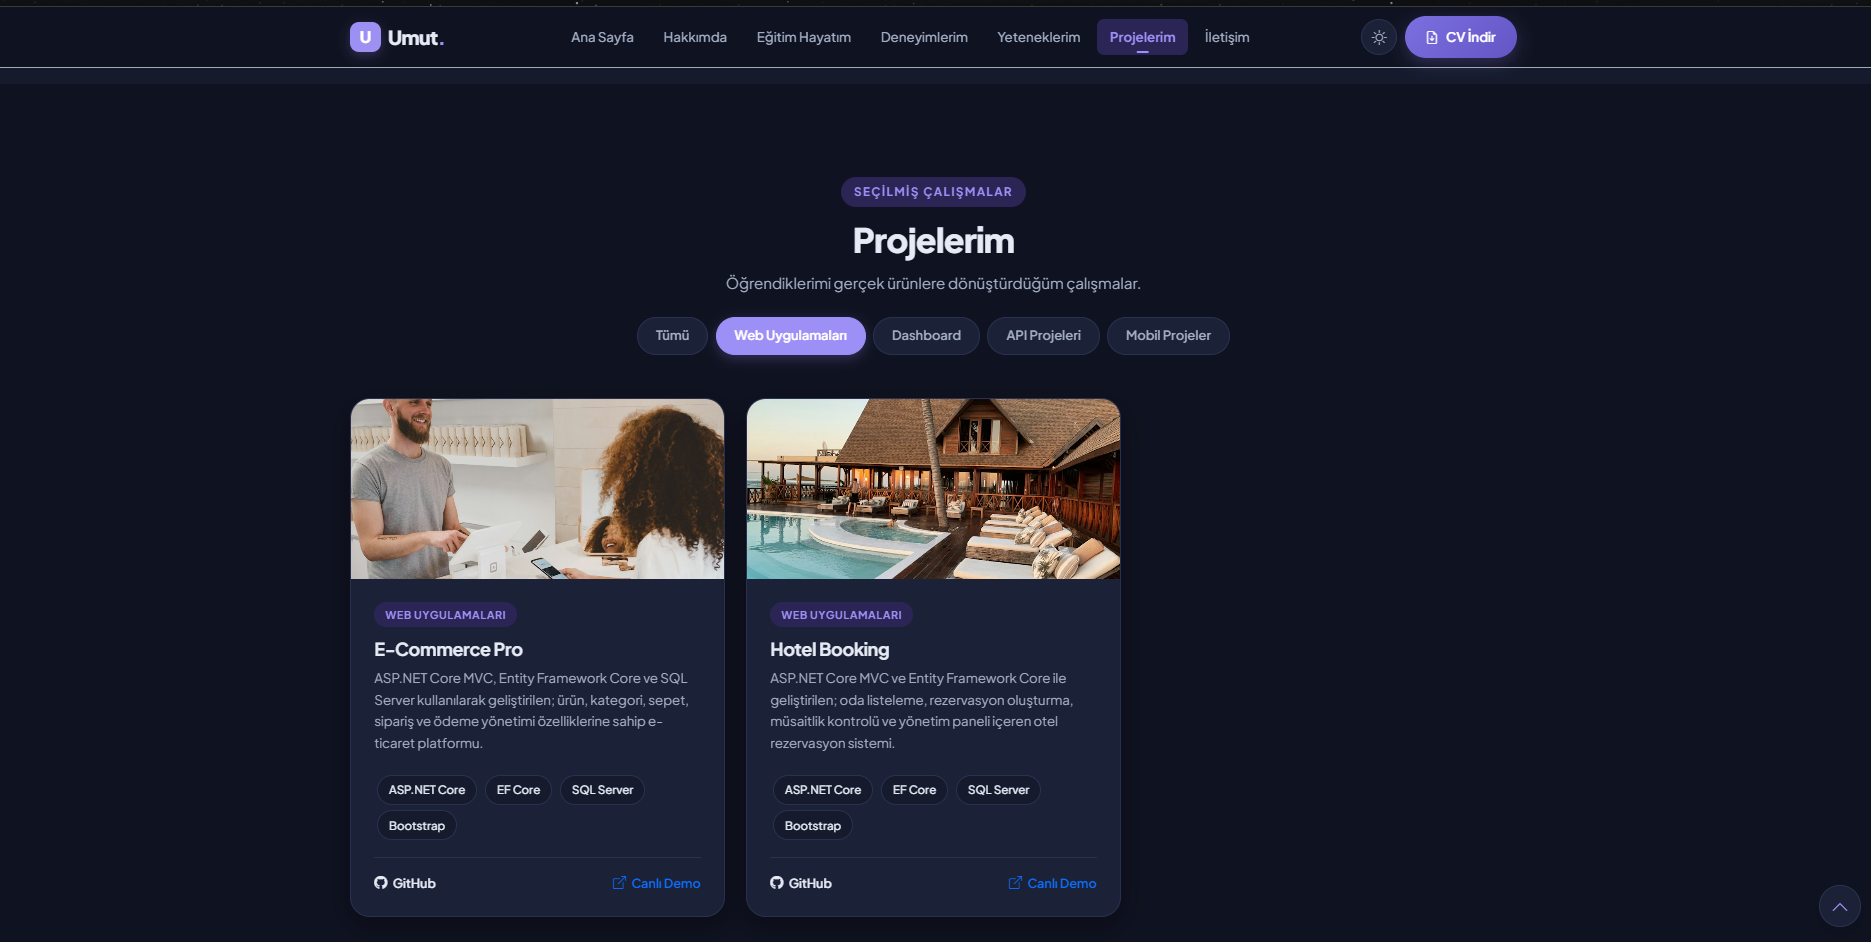 U Umut.
Ana Sayfa Hakkımda Eğitim Hayatım Deneyimlerim Yeteneklerim Projelerim İletişim
CV İndir
SEÇİLMİŞ ÇALIŞMALAR
Projelerim
Öğrendiklerimi gerçek ürünlere dönüştürdüğüm çalışmalar.
Tümü Web Uygulamaları Dashboard API Projeleri Mobil Projeler
WEB UYGULAMALARI
E-Commerce Pro
ASP.NET Core MVC, Entity Framework Core ve SQL
Server kullanılarak geliştirilen; ürün, kategori, sepet,
sipariş ve ödeme yönetimi özelliklerine sahip e-
ticaret platformu.
ASP.NET Core EF Core SQL Server
Bootstrap
GitHub Canlı Demo
WEB UYGULAMALARI
Hotel Booking
ASP.NET Core MVC ve Entity Framework Core ile
geliştirilen; oda listeleme, rezervasyon oluşturma,
müsaitlik kontrolü ve yönetim paneli içeren otel
rezervasyon sistemi.
ASP.NET Core EF Core SQL Server
Bootstrap
GitHub Canlı Demo